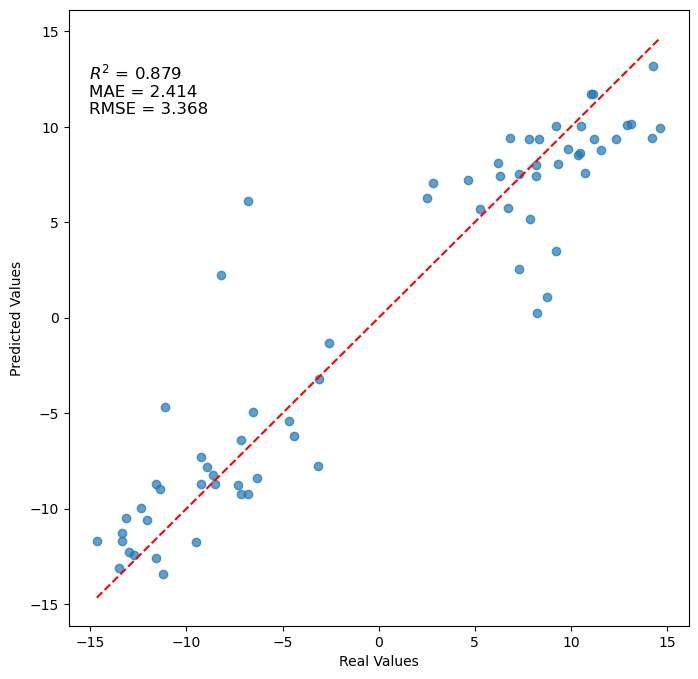 15
10
5
0
−5
−10
−15
Predicted Values
R² = 0.879
MAE = 2.414
RMSE = 3.368
−15 −10 −5 0 5 10 15
Real Values